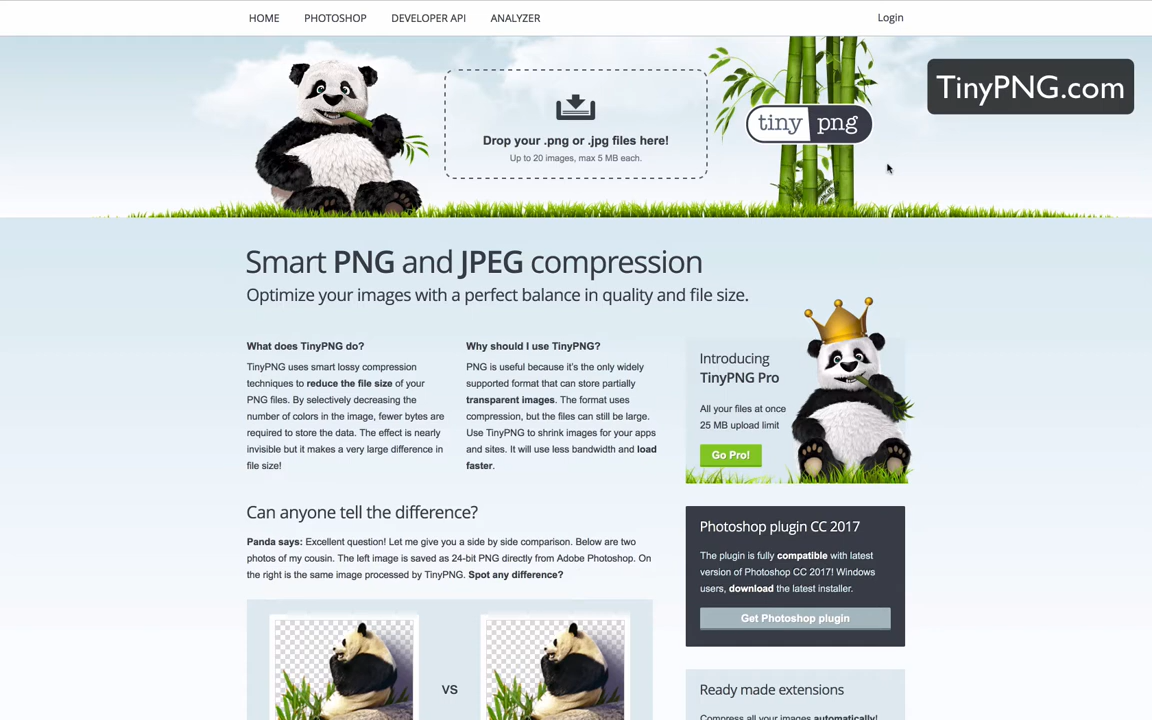 HOME PHOTOSHOP DEVELOPER API ANALYZER Login
TinyPNG.com
Drop your .png or .jpg files here!
Up to 20 images, max 5 MB each.
tiny png
Smart PNG and JPEG compression
Optimize your images with a perfect balance in quality and file size.
What does TinyPNG do?
TinyPNG uses smart lossy compression
techniques to reduce the file size of your
PNG files. By selectively decreasing the
number of colors in the image, fewer bytes are
required to store the data. The effect is nearly
invisible but it makes a very large difference in
file size!
Why should I use TinyPNG?
PNG is useful because it's the only widely
supported format that can store partially
transparent images. The format uses
compression, but the files can still be large.
Use TinyPNG to shrink images for your apps
and sites. It will use less bandwidth and load
faster.
Introducing
TinyPNG Pro
All your files at once
25 MB upload limit
Go Pro!
Can anyone tell the difference?
Panda says: Excellent question! Let me give you a side by side comparison. Below are two
photos of my cousin. The left image is saved as 24-bit PNG directly from Adobe Photoshop. On
the right is the same image processed by TinyPNG. Spot any difference?
VS
Photoshop plugin CC 2017
The plugin is fully compatible with latest
version of Photoshop CC 2017! Windows
users, download the latest installer.
Get Photoshop plugin
Ready made extensions
Compress all your images automatically!